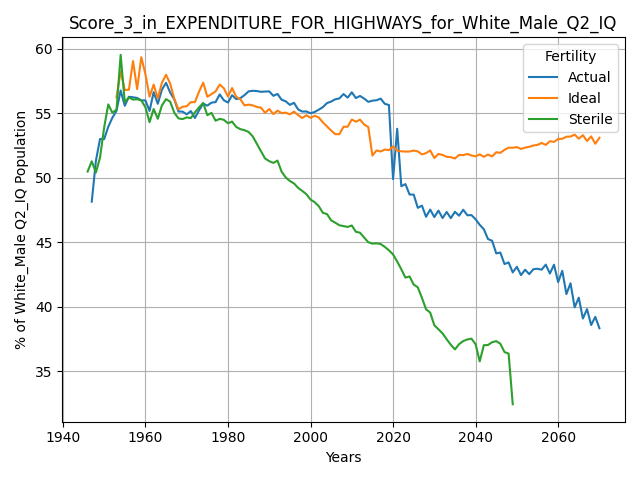 Score_3_in_EXPENDITURE_FOR_HIGHWAYS_for_White_Male_Q2_IQ
Fertility
Actual
Ideal
Sterile
% of White_Male Q2_IQ Population
60
55
50
45
40
35
1940
1960
1980
2000
2020
2040
2060
Years